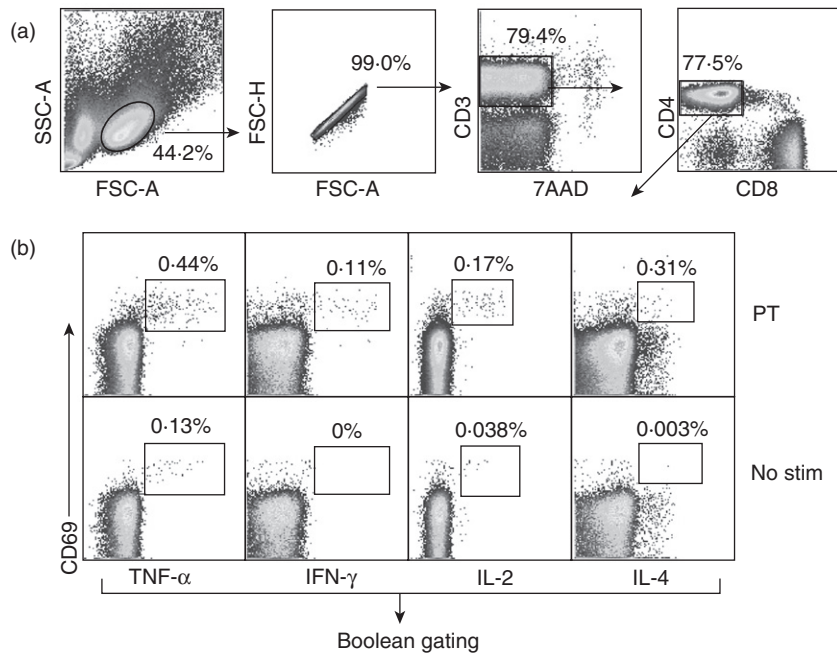 (a)
SSC-A
44·2%
FSC-A
FSC-H
99·0%
FSC-A
CD3
79·4%
7AAD
CD4
77·5%
CD8
(b)
CD69
0·44%
0·11%
0·17%
0·31%
PT
0·13%
0%
0·038%
0·003%
No stim
TNF-α
IFN-γ
IL-2
IL-4
Boolean gating